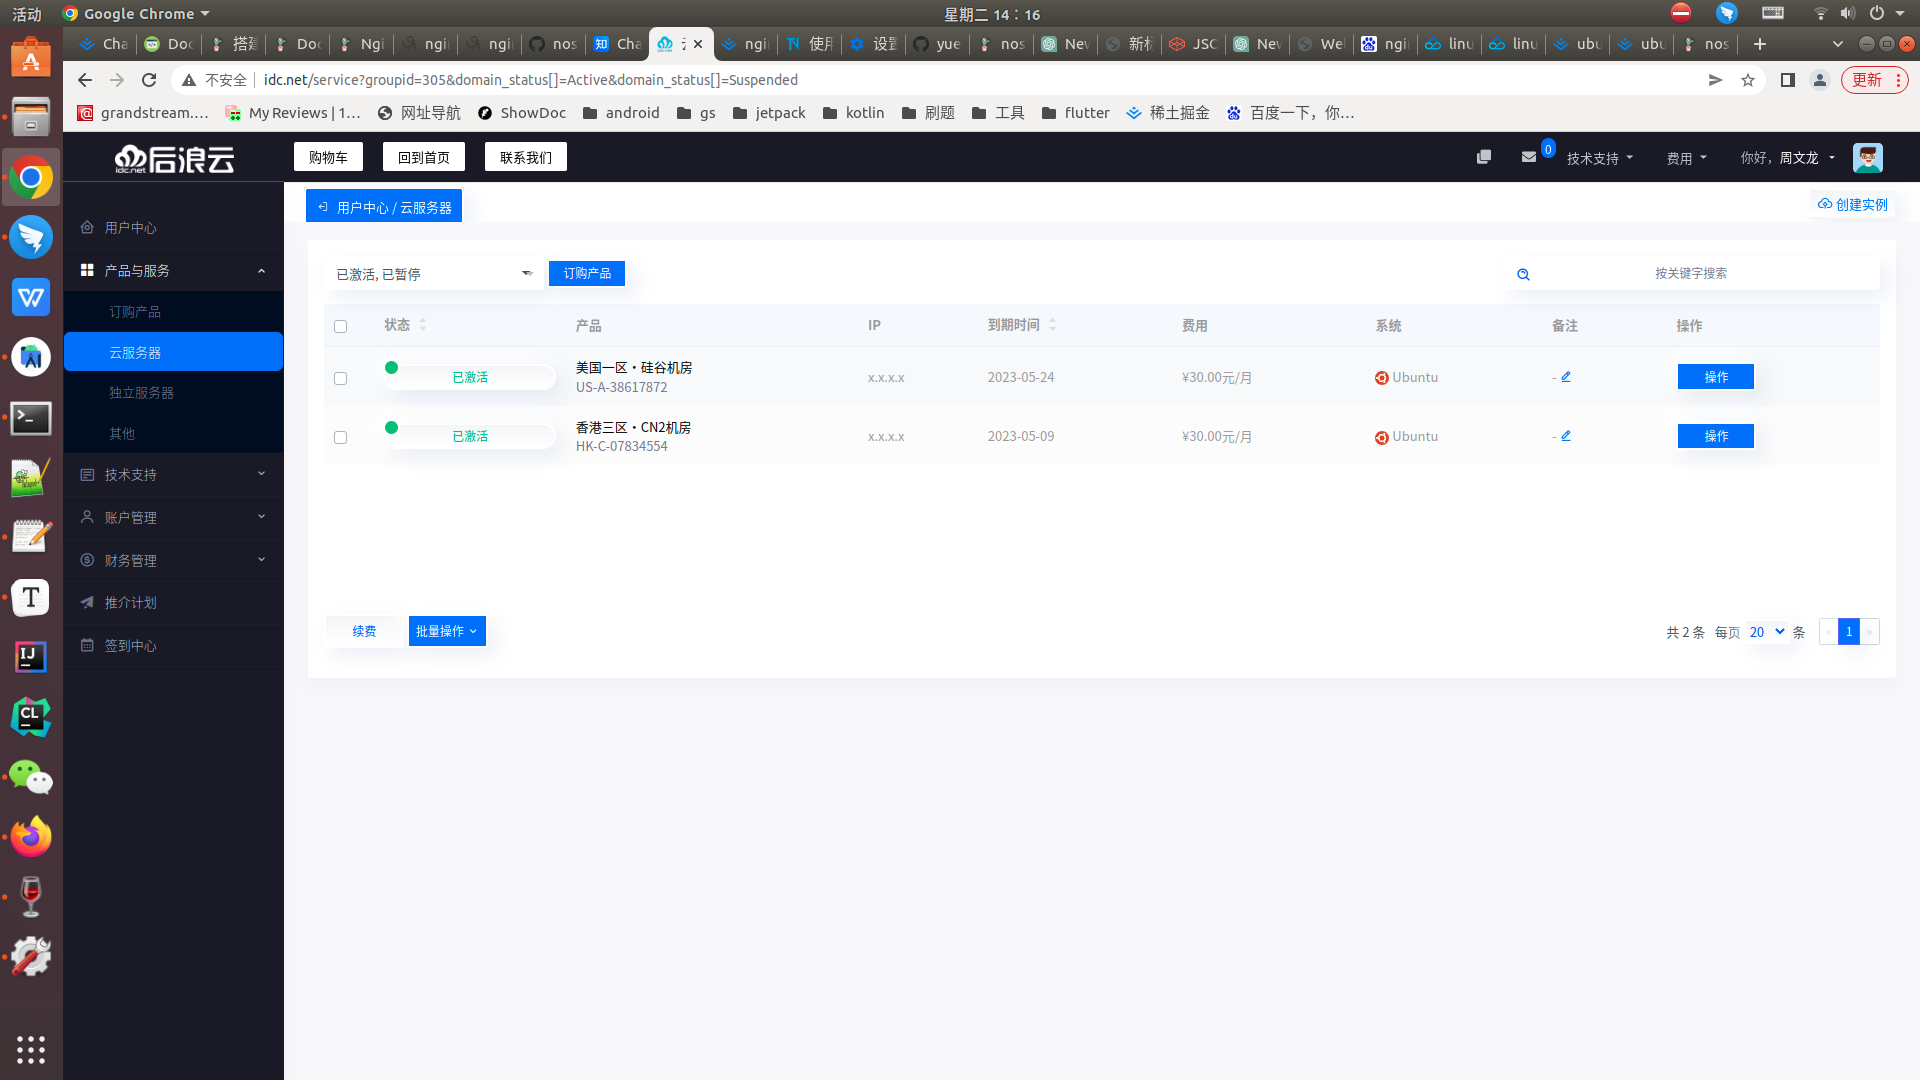 活动
Google Chrome
星期二 14：16
Cha
Doc
搭建
Doc
Ngi
ngi
ngi
nos
Cha
ngi
使用
设置
yue
nos
New
新标
JSO
New
Wel
ngi
linu
linu
ubu
ubu
nos
不安全
idc.net/service?groupid=305&domain_status[]=Active&domain_status[]=Suspended
更新
grandstream....
My Reviews | 1...
网址导航
ShowDoc
android
gs
jetpack
kotlin
刷题
工具
flutter
稀土掘金
百度一下，你...
idc.net 后浪云
购物车
回到首页
联系我们
0
技术支持
费用
你好，周文龙
用户中心
产品与服务
订购产品
云服务器
独立服务器
其他
技术支持
账户管理
财务管理
推介计划
签到中心
用户中心 / 云服务器
创建实例
已激活, 已暂停
订购产品
按关键字搜索
状态 产品 IP 到期时间 费用 系统 备注 操作
已激活 美国一区•硅谷机房 US-A-38617872 x.x.x.x 2023-05-24 ¥30.00元/月 Ubuntu - 操作
已激活 香港三区•CN2机房 HK-C-07834554 x.x.x.x 2023-05-09 ¥30.00元/月 Ubuntu - 操作
续费
批量操作
共 2 条 每页 20 条 « 1 »